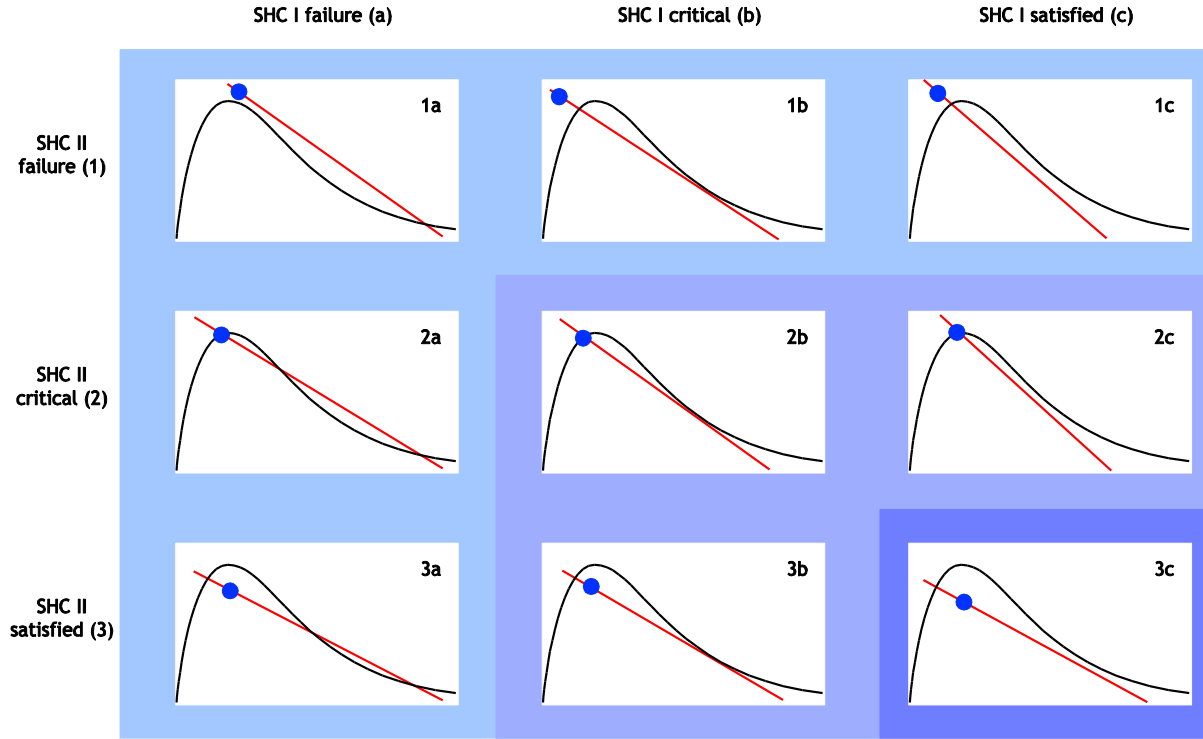 SHC I failure (a)
SHC I critical (b)
SHC I satisfied (c)
SHC II
failure (1)
1a
1b
1c
SHC II
critical (2)
2a
2b
2c
SHC II
satisfied (3)
3a
3b
3c